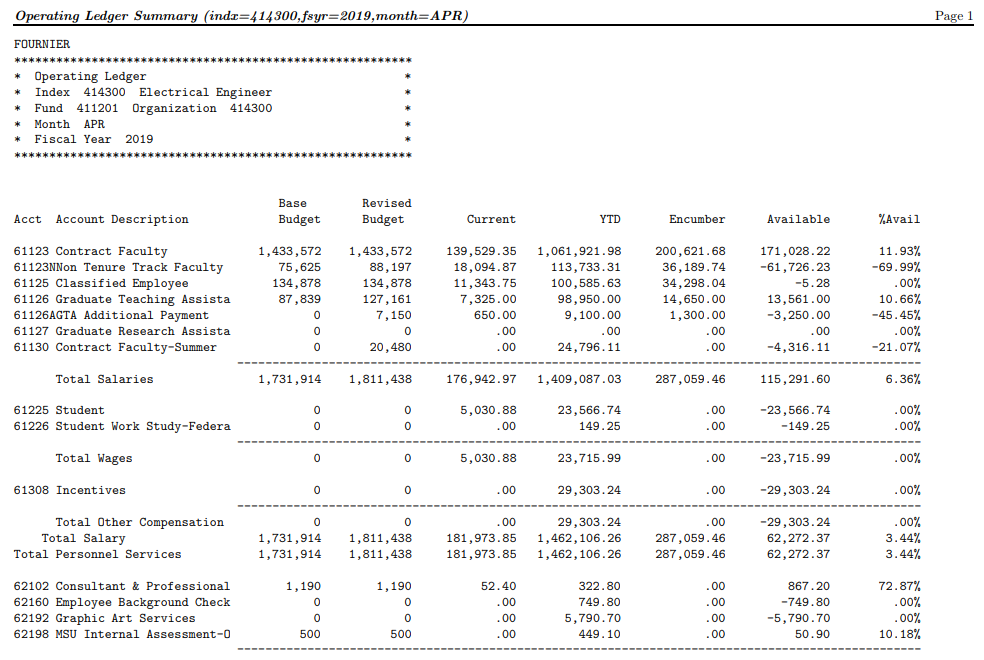 Operating Ledger Summary (indx=414300,fsyr=2019,month=APR) Page 1
FOURNIER
*********************************************************
* Operating Ledger *
* Index 414300 Electrical Engineer *
* Fund 411201 Organization 414300 *
* Month APR *
* Fiscal Year 2019 *
*********************************************************
Base Revised
Acct Account Description Budget Budget Current YTD Encumber Available %Avail
61123 Contract Faculty 1,433,572 1,433,572 139,529.35 1,061,921.98 200,621.68 171,028.22 11.93%
61123NNon Tenure Track Faculty 75,625 88,197 18,094.87 113,733.31 36,189.74 -61,726.23 -69.99%
61125 Classified Employee 134,878 134,878 11,343.75 100,585.63 34,298.04 -5.28 .00%
61126 Graduate Teaching Assista 87,839 127,161 7,325.00 98,950.00 14,650.00 13,561.00 10.66%
61126AGTA Additional Payment 0 7,150 650.00 9,100.00 1,300.00 -3,250.00 -45.45%
61127 Graduate Research Assista 0 0 .00 .00 .00 .00 .00%
61130 Contract Faculty-Summer 0 20,480 .00 24,796.11 .00 -4,316.11 -21.07%
Total Salaries 1,731,914 1,811,438 176,942.97 1,409,087.03 287,059.46 115,291.60 6.36%
61225 Student 0 0 5,030.88 23,566.74 .00 -23,566.74 .00%
61226 Student Work Study-Federa 0 0 .00 149.25 .00 -149.25 .00%
Total Wages 0 0 5,030.88 23,715.99 .00 -23,715.99 .00%
61308 Incentives 0 0 .00 29,303.24 .00 -29,303.24 .00%
Total Other Compensation 0 0 .00 29,303.24 .00 -29,303.24 .00%
Total Salary 1,731,914 1,811,438 181,973.85 1,462,106.26 287,059.46 62,272.37 3.44%
Total Personnel Services 1,731,914 1,811,438 181,973.85 1,462,106.26 287,059.46 62,272.37 3.44%
62102 Consultant & Professional 1,190 1,190 52.40 322.80 .00 867.20 72.87%
62160 Employee Background Check 0 0 .00 749.80 .00 -749.80 .00%
62192 Graphic Art Services 0 0 .00 5,790.70 .00 -5,790.70 .00%
62198 MSU Internal Assessment-O 500 500 .00 449.10 .00 50.90 10.18%